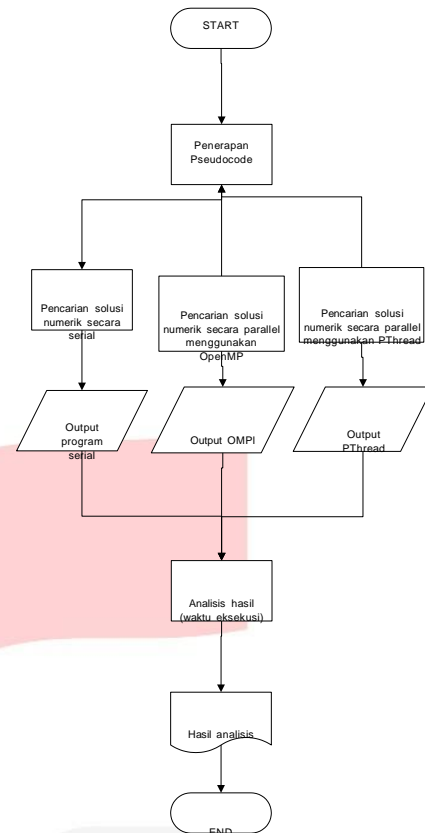 START
Penerapan
Pseudocode
Pencarian solusi
numerik secara
serial
Pencarian solusi
numerik secara parallel
menggunakan
OpenMP
Pencarian solusi
numerik secara parallel
menggunakan PThread
Output
program
serial
Output OMPI
Output
PThread
Analisis hasil
(waktu eksekusi)
Hasil analisis
END